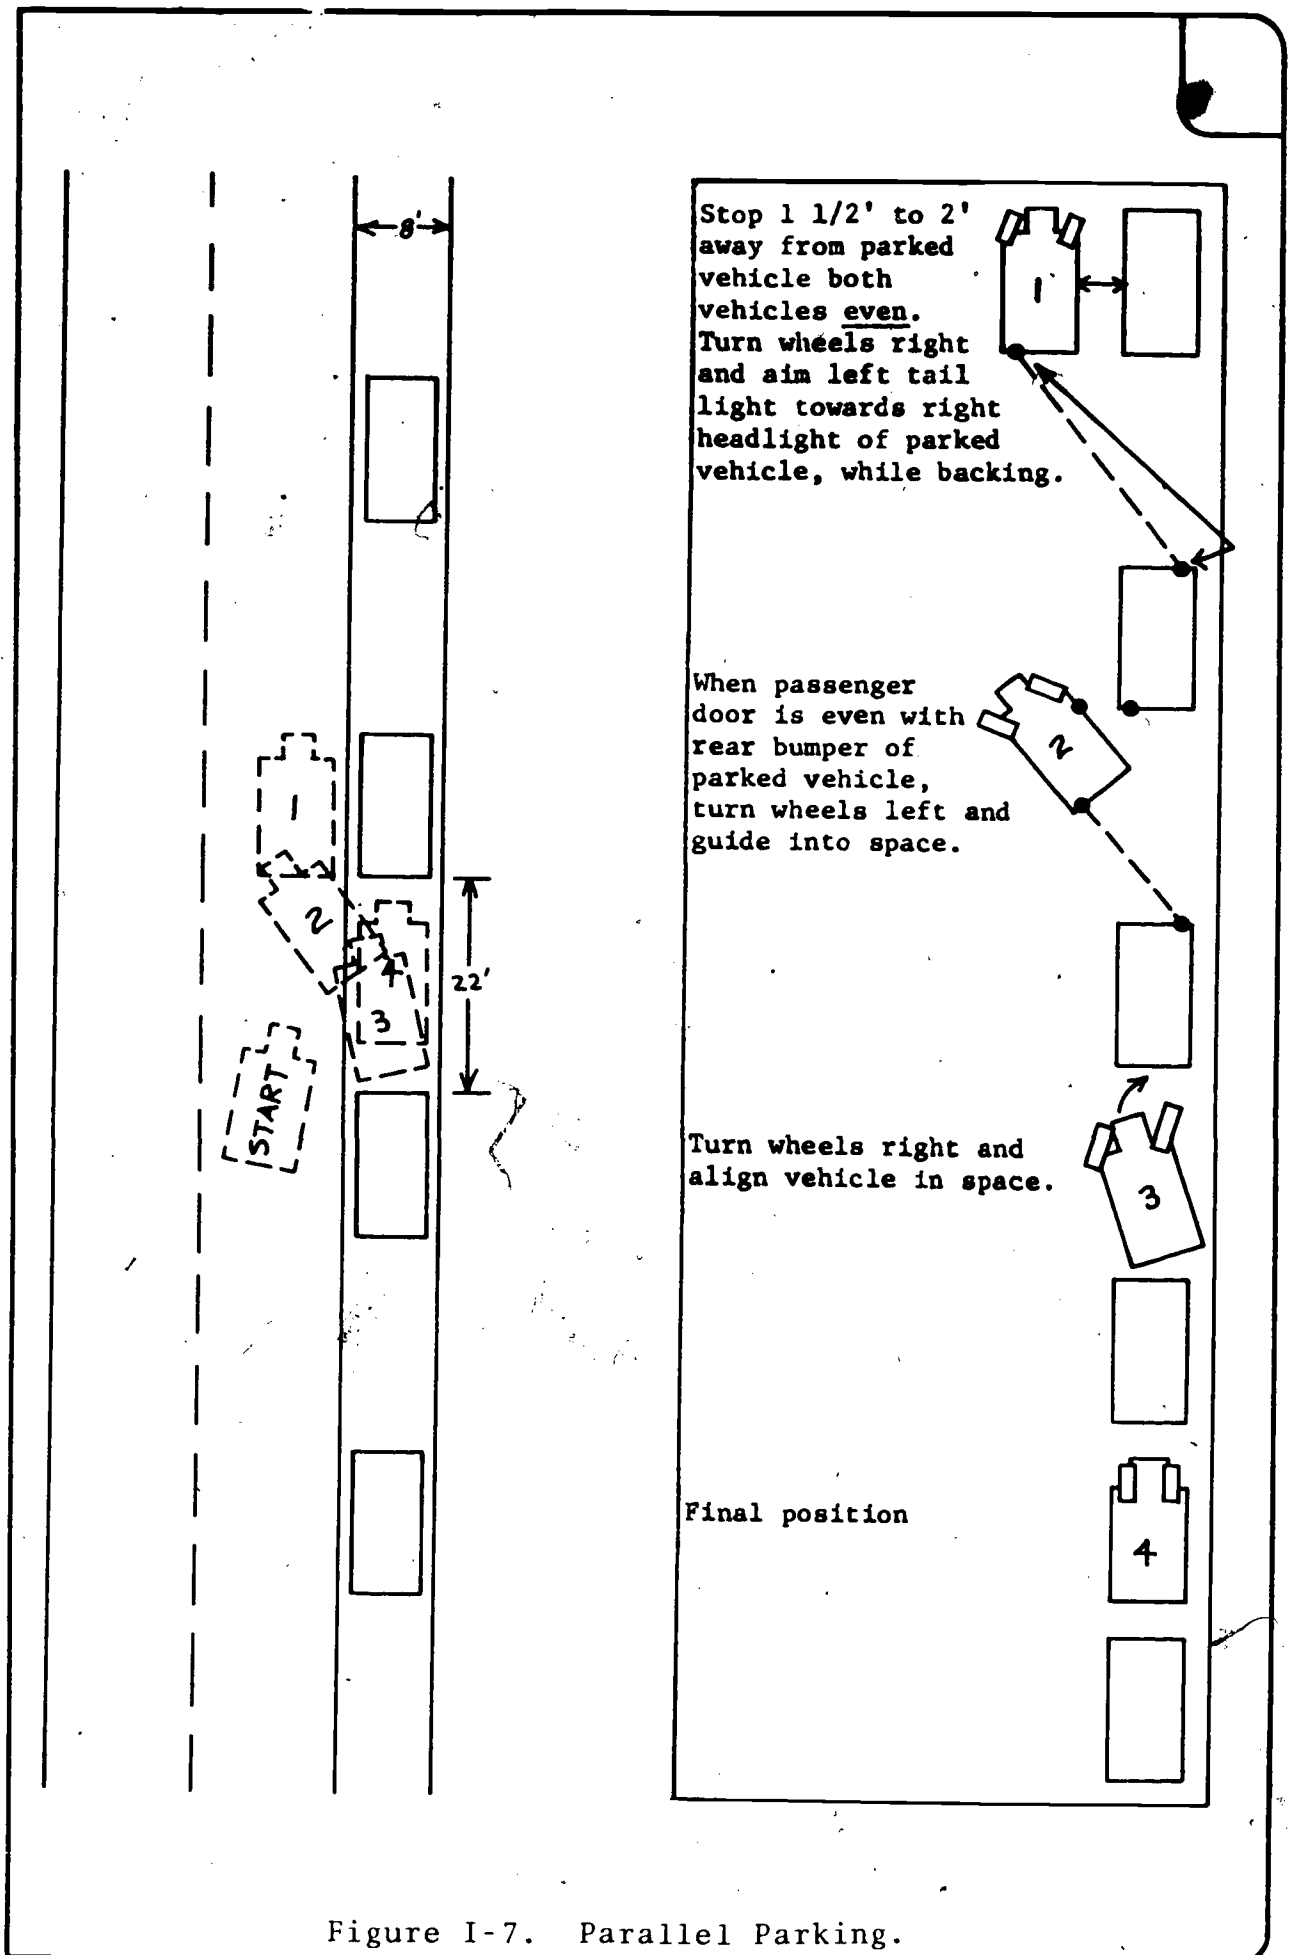 8'
Stop 1 1/2' to 2'
away from parked
vehicle both
vehicles even.
Turn wheels right
and aim left tail
light towards right
headlight of parked
vehicle, while backing.
1
When passenger
door is even with
rear bumper of
parked vehicle,
turn wheels left and
guide into space.
2
1
2
4
3
22'
START
Turn wheels right and
align vehicle in space.
3
Final position
4
Figure I-7. Parallel Parking.